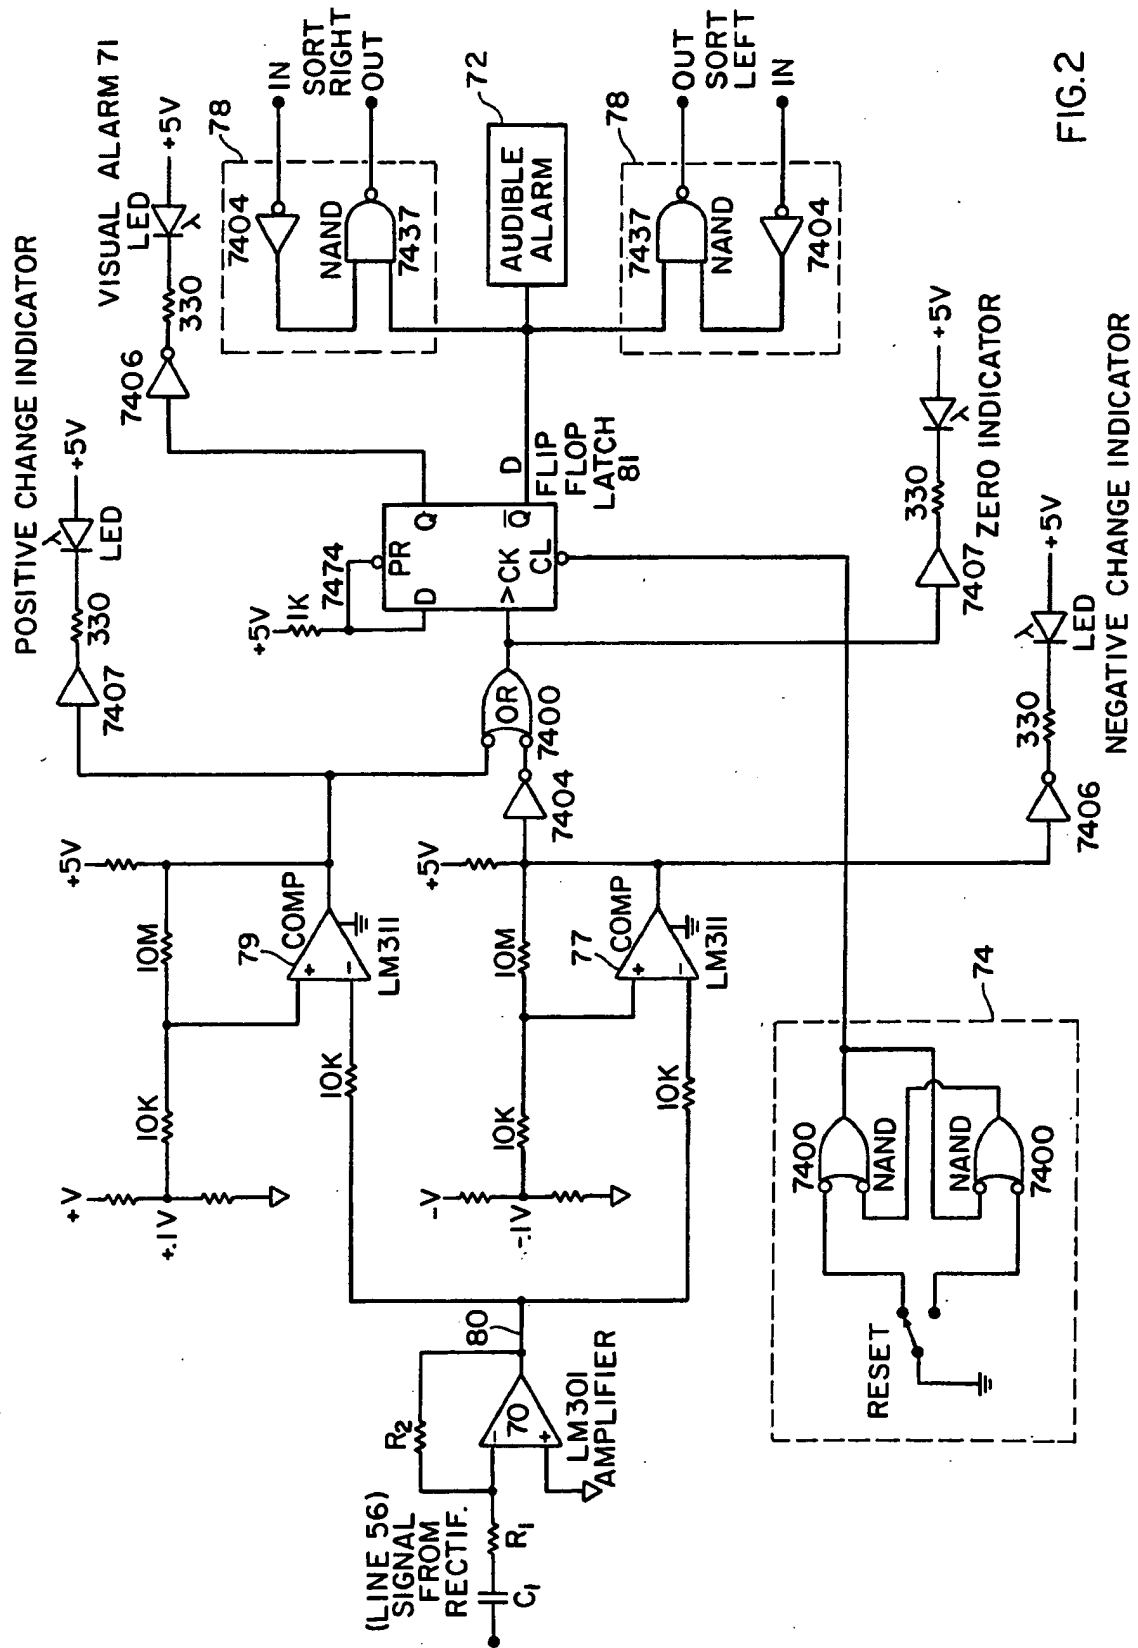 POSITIVE CHANGE INDICATOR
VISUAL ALARM 71
+5V
LED
330
7407
+5V
LED
330
7406
78
7404
IN
SORT
RIGHT
OUT
NAND
7437
72
AUDIBLE
ALARM
78
7437
NAND
7404
OUT
SORT
LEFT
IN
FIG.2
+5V
1K
7474
PR
D
Q
>CK
Q
CL
D
FLIP
FLOP
LATCH
81
OR
7400
7404
+5V
330
7407
ZERO INDICATOR
+5V
LED
330
7406
NEGATIVE CHANGE INDICATOR
+5V
10M
10K
+V
+.1V
79
COMP
+
-
LM311
10K
+5V
10M
10K
-V
-.1V
77
COMP
+
-
LM311
10K
80
R2
70
-
+
LM301
AMPLIFIER
(LINE 56)
SIGNAL
FROM
RECTIF.
R1
C1
74
7400
NAND
NAND
7400
RESET